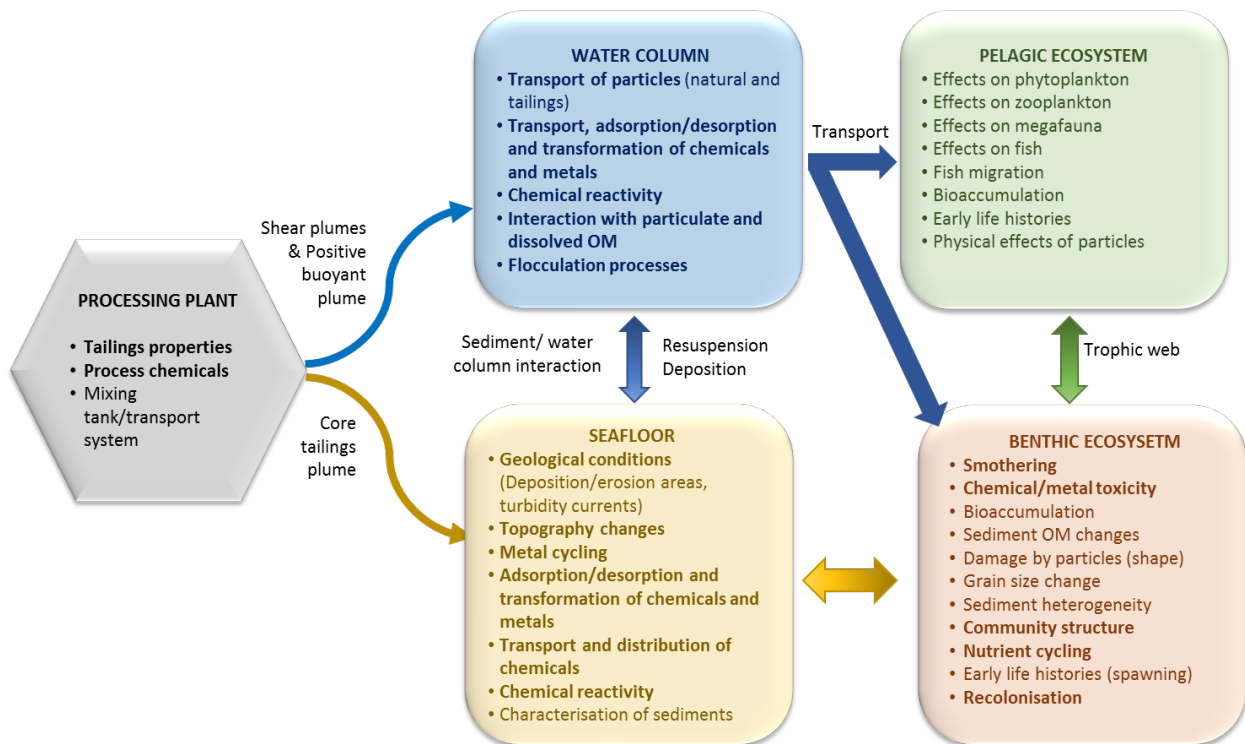 PROCESSING PLANT
• Tailings properties
• Process chemicals
• Mixing
tank/transport
system
Shear plumes
& Positive
buoyant
plume
Core
tailings
plume
WATER COLUMN
• Transport of particles (natural and
tailings)
• Transport, adsorption/desorption
and transformation of chemicals
and metals
• Chemical reactivity
• Interaction with particulate and
dissolved OM
• Flocculation processes
Sediment/ water
column interaction
Resuspension
Deposition
SEAFLOOR
• Geological conditions
(Deposition/erosion areas,
turbidity currents)
• Topography changes
• Metal cycling
• Adsorption/desorption and
transformation of chemicals and
metals
• Transport and distribution of
chemicals
• Chemical reactivity
• Characterisation of sediments
Transport
PELAGIC ECOSYSTEM
• Effects on phytoplankton
• Effects on zooplankton
• Effects on megafauna
• Effects on fish
• Fish migration
• Bioaccumulation
• Early life histories
• Physical effects of particles
Trophic web
BENTHIC ECOSYSETM
• Smothering
• Chemical/metal toxicity
• Bioaccumulation
• Sediment OM changes
• Damage by particles (shape)
• Grain size change
• Sediment heterogeneity
• Community structure
• Nutrient cycling
• Early life histories (spawning)
• Recolonisation